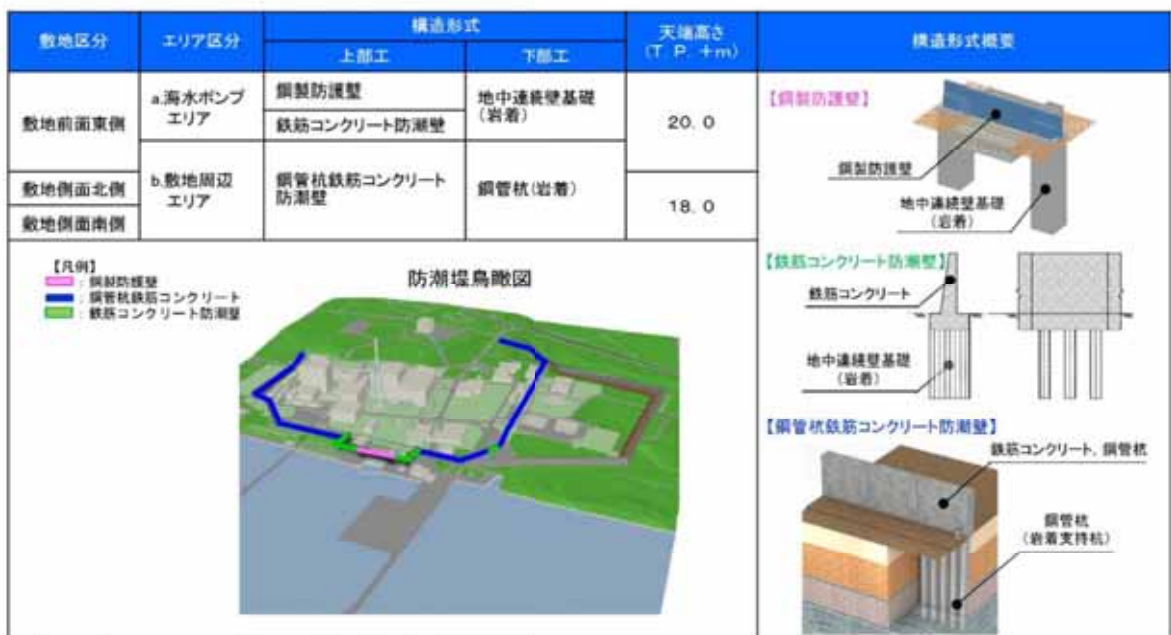 敷地区分
エリア区分
構造形式
上部工
下部工
天端高さ
(T.P.+m)
構造形式概要
敷地前面東側
a.海水ポンプ
エリア
鋼製防護壁
鉄筋コンクリート防潮壁
地中連続壁基礎
(岩着)
20.0
敷地側面北側
敷地側面南側
b.敷地周辺
エリア
鋼管杭鉄筋コンクリート
防潮壁
鋼管杭(岩着)
18.0
【凡例】
:鋼製防護壁
:鋼管杭鉄筋コンクリート
:鉄筋コンクリート防潮壁
防潮堤鳥瞰図
【鋼製防護壁】
鋼製防護壁
地中連続壁基礎
(岩着)
【鉄筋コンクリート防潮壁】
鉄筋コンクリート
地中連続壁基礎
(岩着)
【鋼管杭鉄筋コンクリート防潮壁】
鉄筋コンクリート,鋼管杭
鋼管杭
(岩着支持杭)